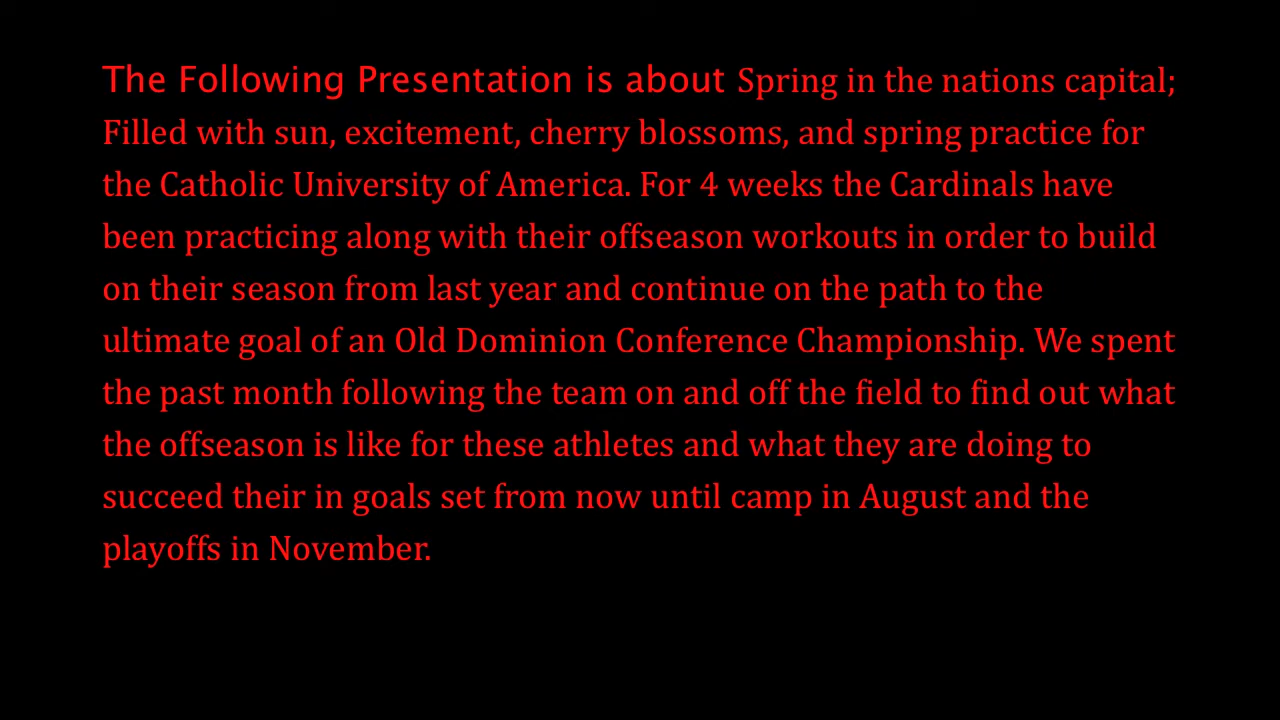 The Following Presentation is about Spring in the nations capital;
Filled with sun, excitement, cherry blossoms, and spring practice for
the Catholic University of America. For 4 weeks the Cardinals have
been practicing along with their offseason workouts in order to build
on their season from last year and continue on the path to the
ultimate goal of an Old Dominion Conference Championship. We spent
the past month following the team on and off the field to find out what
the offseason is like for these athletes and what they are doing to
succeed their in goals set from now until camp in August and the
playoffs in November.